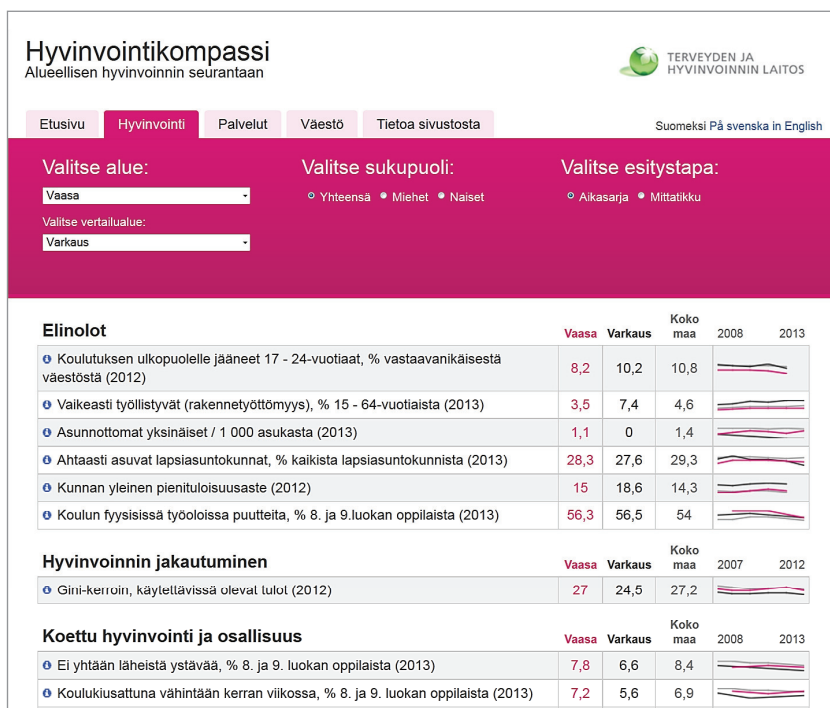 Hyvinvointikompassi
Alueellisen hyvinvoinnin seurantaan
TERVEYDEN JA
HYVINVOINNIN LAITOS
Etusivu Hyvinvointi Palvelut Väestö Tietoa sivustosta
Suomeksi På svenska in English
Valitse alue: Valitse sukupuoli: Valitse esitystapa:
Vaasa Yhteensä Miehet Naiset Aikasarja Mittatikku
Valitse vertailualue:
Varkaus
Elinolot Vaasa Varkaus Koko maa 2008 2013
Koulutuksen ulkopuolelle jääneet 17 - 24-vuotiaat, % vastaavanikäisestä
väestöstä (2012) 8,2 10,2 10,8
Vaikeasti työllistyvät (rakennetyöttömyys), % 15 - 64-vuotiaista (2013) 3,5 7,4 4,6
Asunnottomat yksinäiset / 1 000 asukasta (2013) 1,1 0 1,4
Ahtaasti asuvat lapsiasuntokunnat, % kaikista lapsiasuntokunnista (2013) 28,3 27,6 29,3
Kunnan yleinen pienituloisuusaste (2012) 15 18,6 14,3
Koulun fyysisissä työoloissa puutteita, % 8. ja 9.luokan oppilaista (2013) 56,3 56,5 54
Hyvinvoinnin jakautuminen Vaasa Varkaus Koko maa 2007 2012
Gini-kerroin, käytettävissä olevat tulot (2012) 27 24,5 27,2
Koettu hyvinvointi ja osallisuus Vaasa Varkaus Koko maa 2008 2013
Ei yhtään läheistä ystävää, % 8. ja 9. luokan oppilaista (2013) 7,8 6,6 8,4
Koulukiusattuna vähintään kerran viikossa, % 8. ja 9. luokan oppilaista (2013) 7,2 5,6 6,9